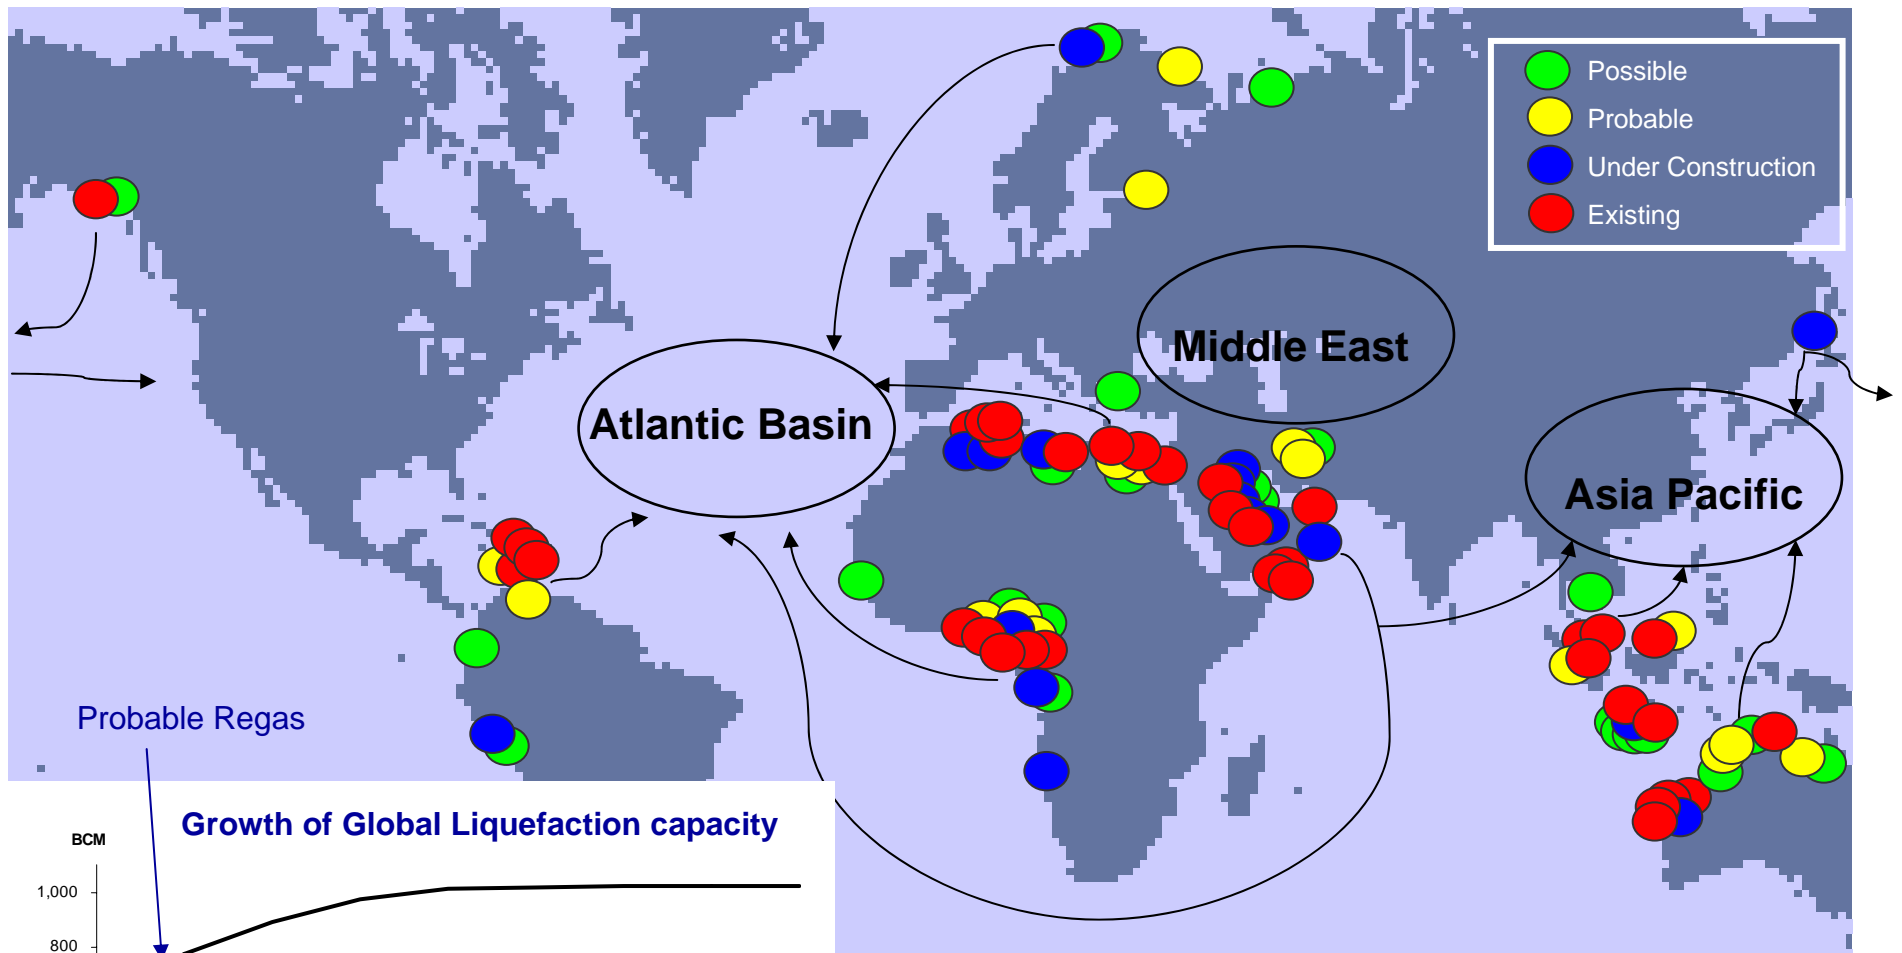 Possible
Probable
Under Construction
Existing
Middle East
Atlantic Basin
Asia Pacific
Probable Regas
Growth of Global Liquefaction capacity
BCM
1,000
800